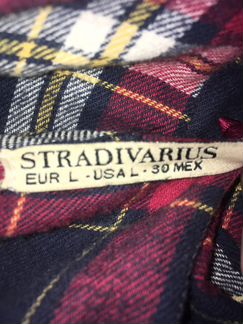 STRADIVARIUS
EUR L - USA L - 30 MEX